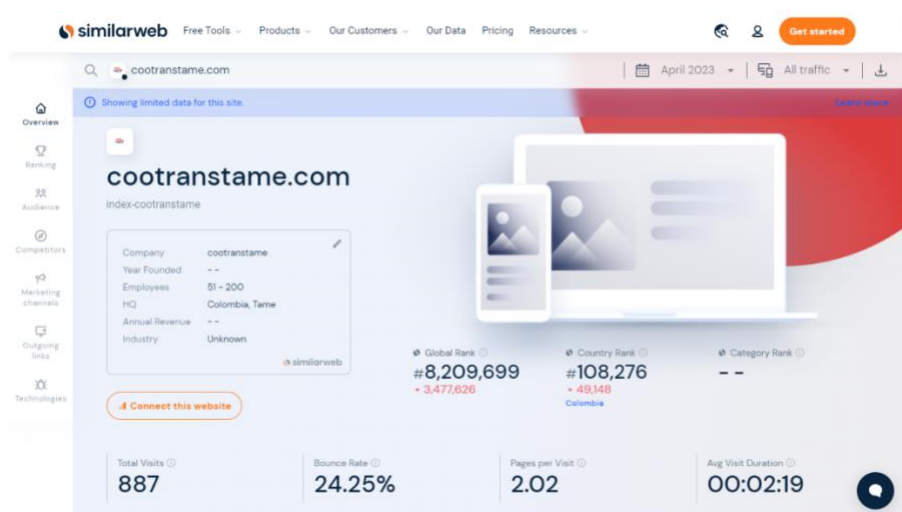 similarweb Free Tools Products Our Customers Our Data Pricing Resources Get started
cootranstame.com April 2023 All traffic
Showing limited data for this site. Learn more
Overview
Ranking
Audience
Competitors
Marketing
channels
Outgoing
links
Technologies
cootranstame.com
index-cootranstame
Company cootranstame
Year Founded - -
Employees 51 - 200
HQ Colombia, Tame
Annual Revenue - -
Industry Unknown
similarweb
Connect this website
Global Rank Country Rank Category Rank
#8,209,699 #108,276 - -
3,477,626 49,148
Colombia
Total Visits Bounce Rate Pages per Visit Avg Visit Duration
887 24.25% 2.02 00:02:19